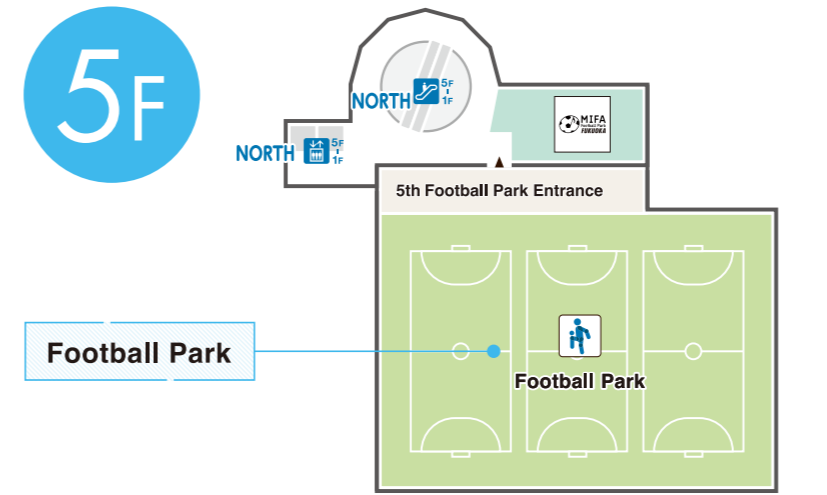 5F
NORTH
5F
1F
MIFA
Football Park
FUKUOKA
NORTH
5F
1F
5th Football Park Entrance
Football Park
Football Park